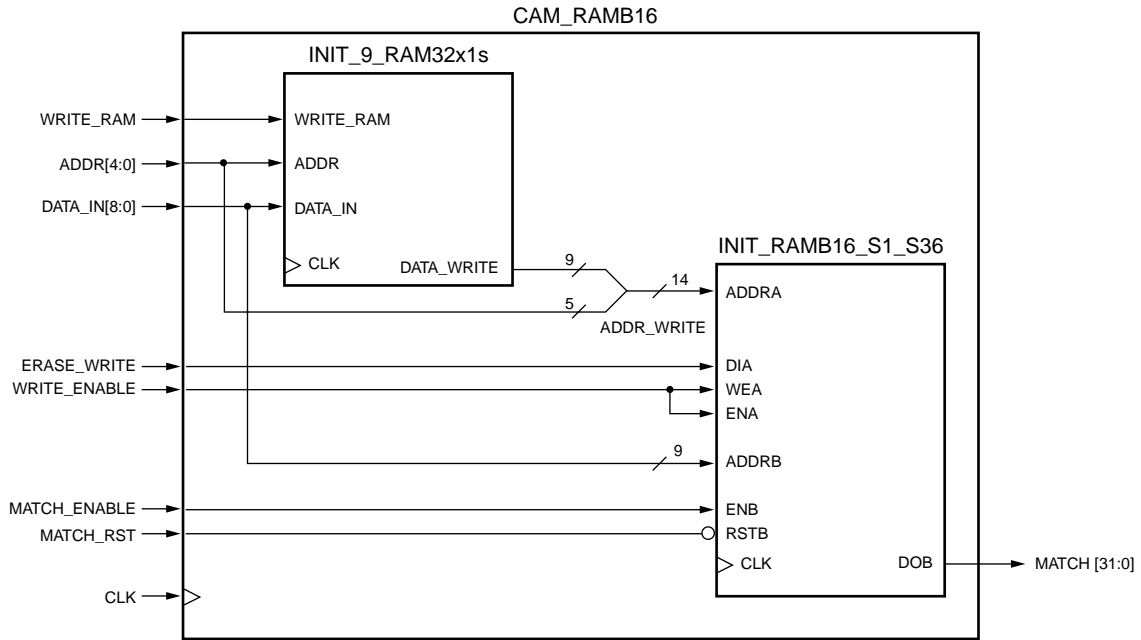 CAM_RAMB16
INIT_9_RAM32x1s
WRITE_RAM
WRITE_RAM
ADDR[4:0]
ADDR
DATA_IN[8:0]
DATA_IN
INIT_RAMB16_S1_S36
CLK
DATA_WRITE
9
14
ADDRA
5
ADDR_WRITE
ERASE_WRITE
DIA
WRITE_ENABLE
WEA
ENA
9
ADDRB
MATCH_ENABLE
ENB
MATCH_RST
RSTB
CLK
DOB
MATCH [31:0]
CLK